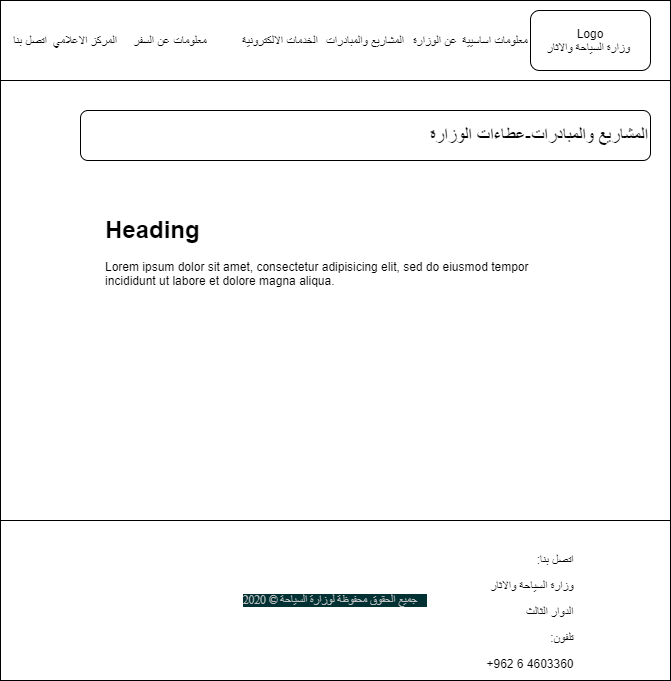 Logo
وزارة السياحة والاثار
معلومات اساسيية
عن الوزارة
المشاريع والمبادرات
الخدمات الالكترونية
معلومات عن السفر
المركز الاعلامي
اتصل بنا
المشاريع والمبادرات-عطاءات الوزارة
Heading
Lorem ipsum dolor sit amet, consectetur adipisicing elit, sed do eiusmod tempor
incididunt ut labore et dolore magna aliqua.
اتصل بنا:
وزارة السياحة والاثار
الدوار الثالث
تلفون:
+962 6 4603360
جميع الحقوق محفوظة لوزارة السياحة © 2020